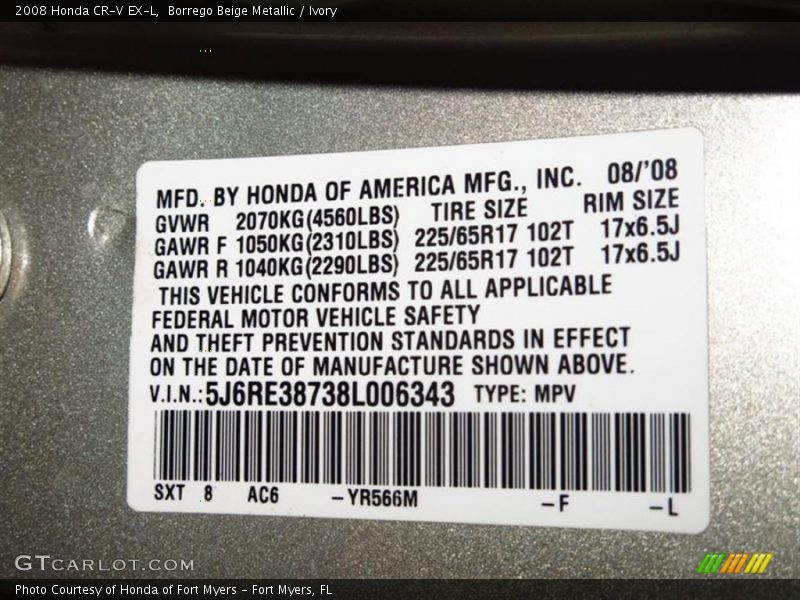 2008 Honda CR-V EX-L, Borrego Beige Metallic / Ivory
MFD. BY HONDA OF AMERICA MFG., INC. 08/'08
GVWR 2070KG(4560LBS) TIRE SIZE RIM SIZE
GAWR F 1050KG(2310LBS) 225/65R17 102T 17x6.5J
GAWR R 1040KG(2290LBS) 225/65R17 102T 17x6.5J
THIS VEHICLE CONFORMS TO ALL APPLICABLE
FEDERAL MOTOR VEHICLE SAFETY
AND THEFT PREVENTION STANDARDS IN EFFECT
ON THE DATE OF MANUFACTURE SHOWN ABOVE.
V.I.N.:5J6RE38738L006343 TYPE: MPV
SXT 8 AC6 -YR566M -F -L
GTCARLOT.COM
Photo Courtesy of Honda of Fort Myers - Fort Myers, FL